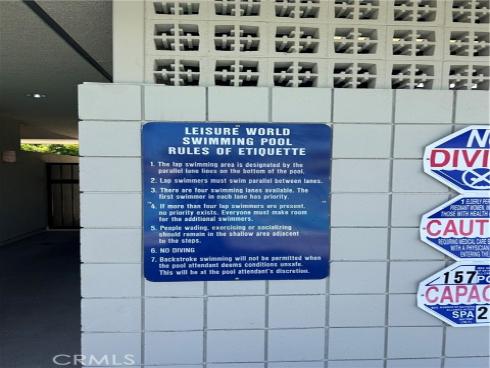 LEISURE WORLD
SWIMMING POOL
RULES OF ETIQUETTE
1. The lap swimming area is designated by the
parallel lane lines on the bottom of the pool.
2. Lap swimmers must swim parallel between lanes.
3. There are four swimming lanes available. The
first swimmer in each lane has priority.
4. If more than four lap swimmers are present,
no priority exists. Everyone must make room
for the additional swimmers.
5. People wading, exercising or socializing
should remain in the shallow area adjacent
to the steps.
6. NO DIVING
7. Backstroke swimming will not be permitted when
the pool attendant deems conditions unsafe.
This will be at the pool attendant's discretion.
DIVIN
CAUT
157
CAPAC
SPA 2
CRMLS